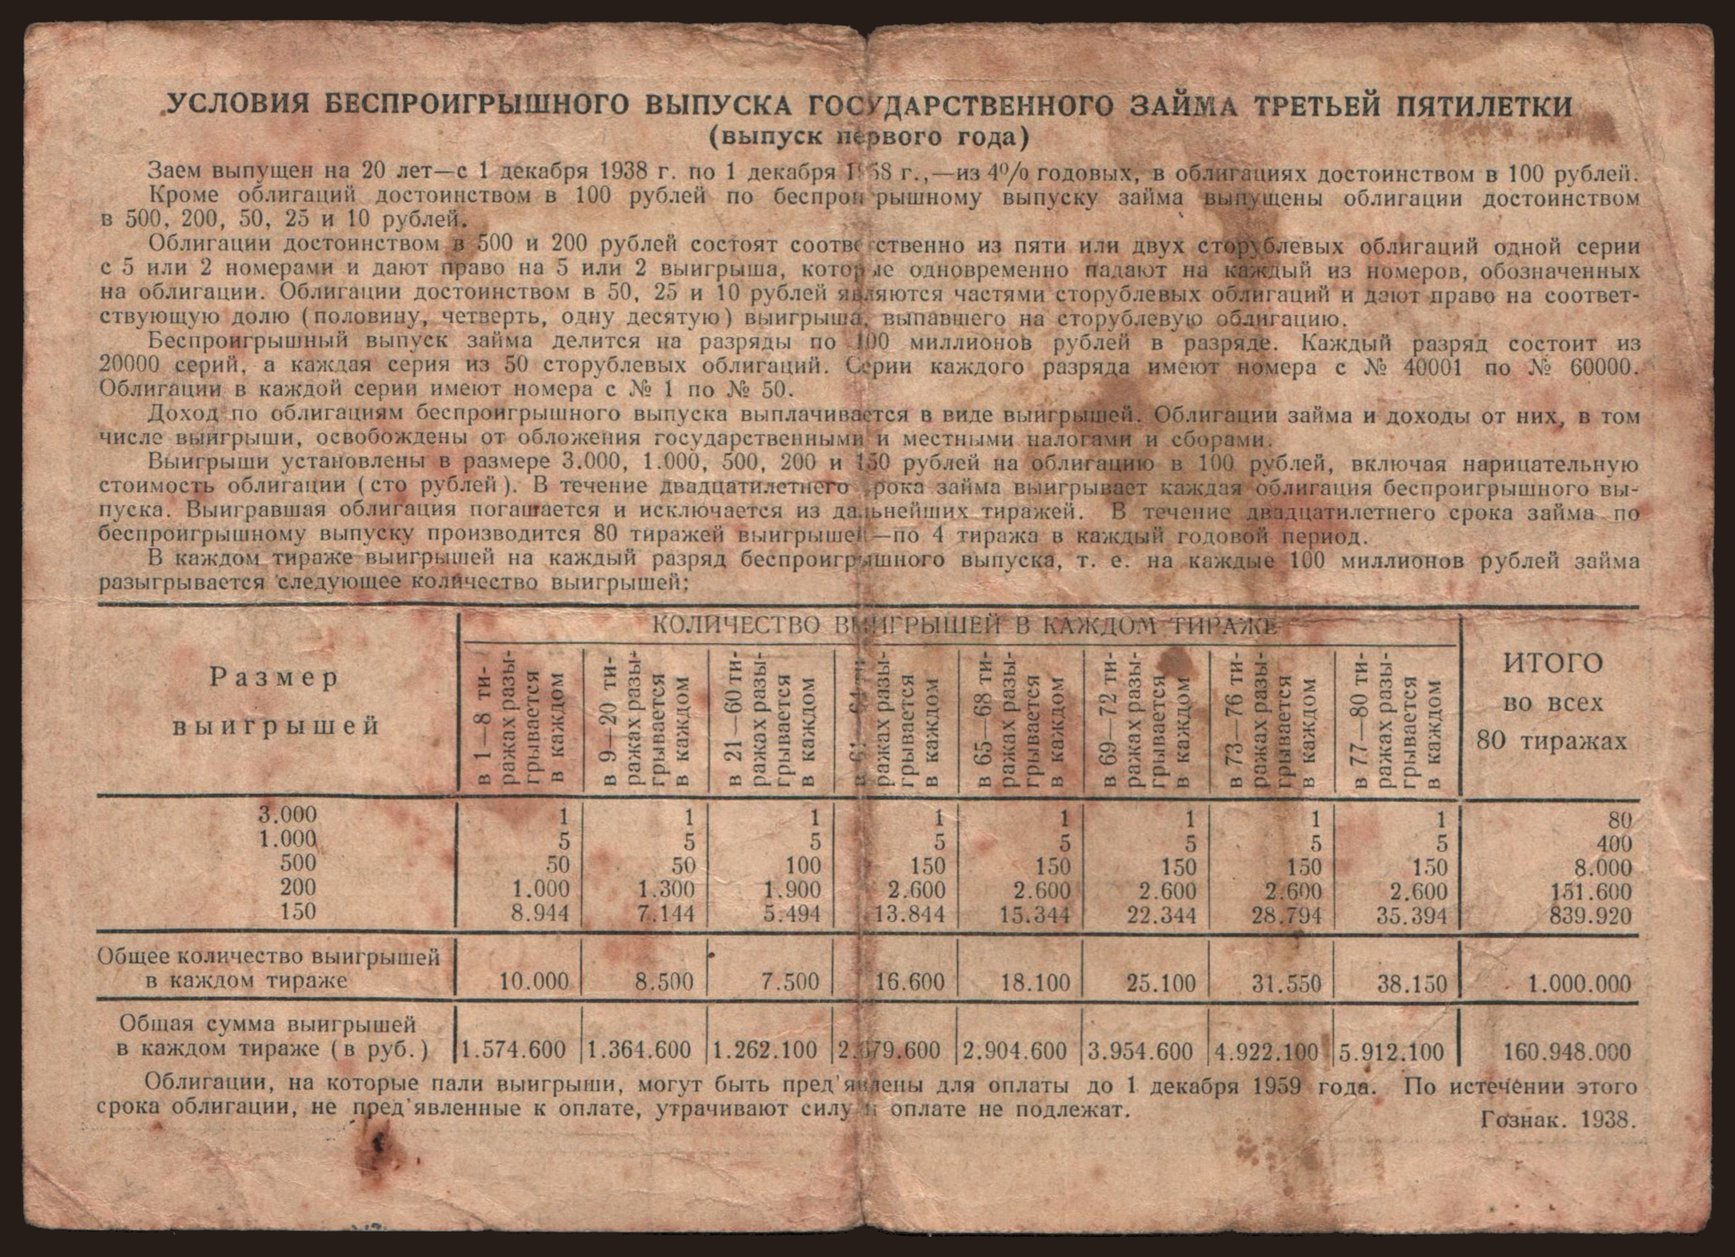 УСЛОВИЯ БЕСПРОИГРЫШНОГО ВЫПУСКА ГОСУДАРСТВЕННОГО ЗАЙМА ТРЕТЬЕЙ ПЯТИЛЕТКИ
(выпуск первого года)
Заем выпущен на 20 лет—с 1 декабря 1938 г. по 1 декабря 1958 г.,—из 4% годовых, в облигациях достоинством в 100 рублей.
Кроме облигаций достоинством в 100 рублей по беспроигрышному выпуску займа выпущены облигации достоинством
в 500, 200, 50, 25 и 10 рублей.
Облигации достоинством в 500 и 200 рублей состоят соответственно из пяти или двух сторублевых облигаций одной серии
с 5 или 2 номерами и дают право на 5 или 2 выигрыша, которые одновременно падают на каждый из номеров, обозначенных
на облигации. Облигации достоинством в 50, 25 и 10 рублей являются частями сторублевых облигаций и дают право на соответ-
ствующую долю (половину, четверть, одну десятую) выигрыша, выпавшего на сторублевую облигацию.
Беспроигрышный выпуск займа делится на разряды по 100 миллионов рублей в разряде. Каждый разряд состоит из
20000 серий, а каждая серия из 50 сторублевых облигаций. Серии каждого разряда имеют номера с № 40001 по № 60000.
Облигации в каждой серии имеют номера с № 1 по № 50.
Доход по облигациям беспроигрышного выпуска выплачивается в виде выигрышей. Облигации займа и доходы от них, в том
числе выигрыши, освобождены от обложения государственными и местными налогами и сборами.
Выигрыши установлены в размере 3.000, 1.000, 500, 200 и 150 рублей на облигацию в 100 рублей, включая нарицательную
стоимость облигации (сто рублей). В течение двадцатилетнего срока займа выигрывает каждая облигация беспроигрышного вы-
пуска. Выигравшая облигация погашается и исключается из дальнейших тиражей. В течение двадцатилетнего срока займа по
беспроигрышному выпуску производится 80 тиражей выигрышей—по 4 тиража в каждый годовой период.
В каждом тираже выигрышей на каждый разряд беспроигрышного выпуска, т. е. на каждые 100 миллионов рублей займа
разыгрывается следующее количество выигрышей:
Размер
выигрышей
КОЛИЧЕСТВО ВЫИГРЫШЕЙ В КАЖДОМ ТИРАЖЕ
в 1—8 ти-
ражах разы-
грывается
в каждом
в 9—20 ти-
ражах разы-
грывается
в каждом
в 21—60 ти-
ражах разы-
грывается
в каждом
в 61—64 ти-
ражах разы-
грывается
в каждом
в 65—68 ти-
ражах разы-
грывается
в каждом
в 69—72 ти-
ражах разы-
грывается
в каждом
в 73—76 ти-
ражах разы-
грывается
в каждом
в 77—80 ти-
ражах разы-
грывается
в каждом
ИТОГО
во всех
80 тиражах
3.000 1 1 1 1 1 1 1 1 80
1.000 5 5 5 5 5 5 5 5 400
500 50 50 100 150 150 150 150 150 8.000
200 1.000 1.300 1.900 2.600 2.600 2.600 2.600 2.600 151.600
150 8.944 7.144 5.494 13.844 15.344 22.344 28.794 35.394 839.920
Общее количество выигрышей
в каждом тираже 10.000 8.500 7.500 16.600 18.100 25.100 31.550 38.150 1.000.000
Общая сумма выигрышей
в каждом тираже (в руб.) 1.574.600 1.364.600 1.262.100 2.679.600 2.904.600 3.954.600 4.922.100 5.912.100 160.948.000
Облигации, на которые пали выигрыши, могут быть пред'явлены для оплаты до 1 декабря 1959 года. По истечении этого
срока облигации, не пред'явленные к оплате, утрачивают силу и оплате не подлежат.
Гознак. 1938.